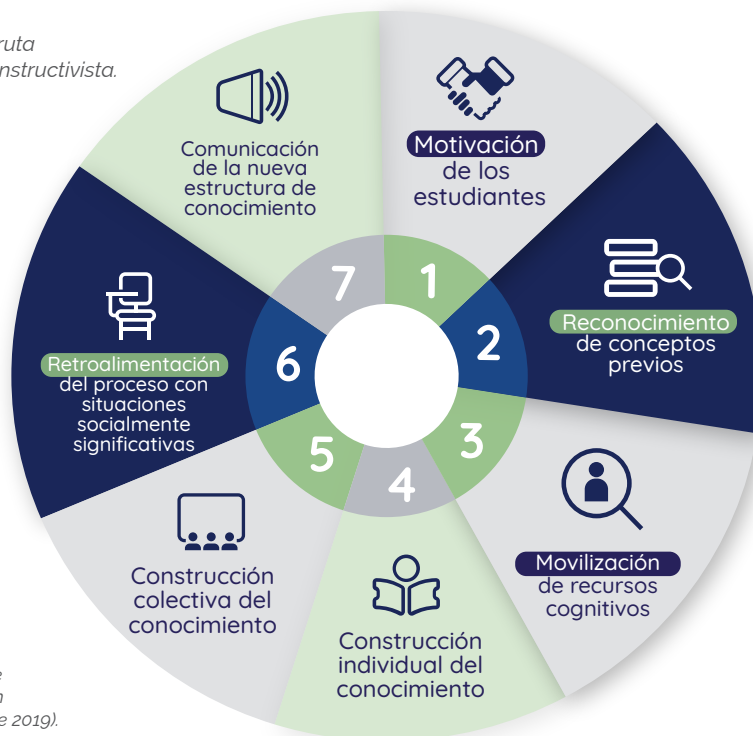 ruta
nstructivista.
1
Motivación
de los
estudiantes
2
Reconocimiento
de conceptos
previos
3
Movilización
de recursos
cognitivos
4
Construcción
individual del
conocimiento
5
Construcción
colectiva del
conocimiento
6
Retroalimentación
del proceso con
situaciones
socialmente
significativas
7
Comunicación
de la nueva
estructura de
conocimiento
e 2019).